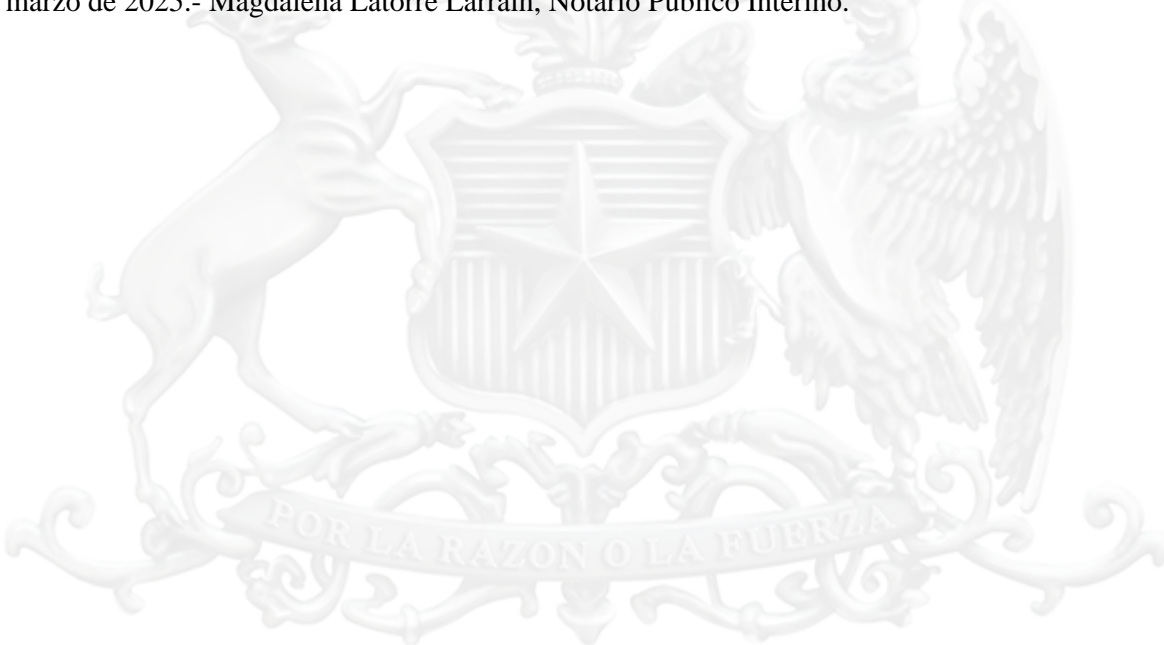 marzo de 2025.- Magdalena Latorre Larraín, Notario Público Interino.
POR LA RAZON O LA FUERZA